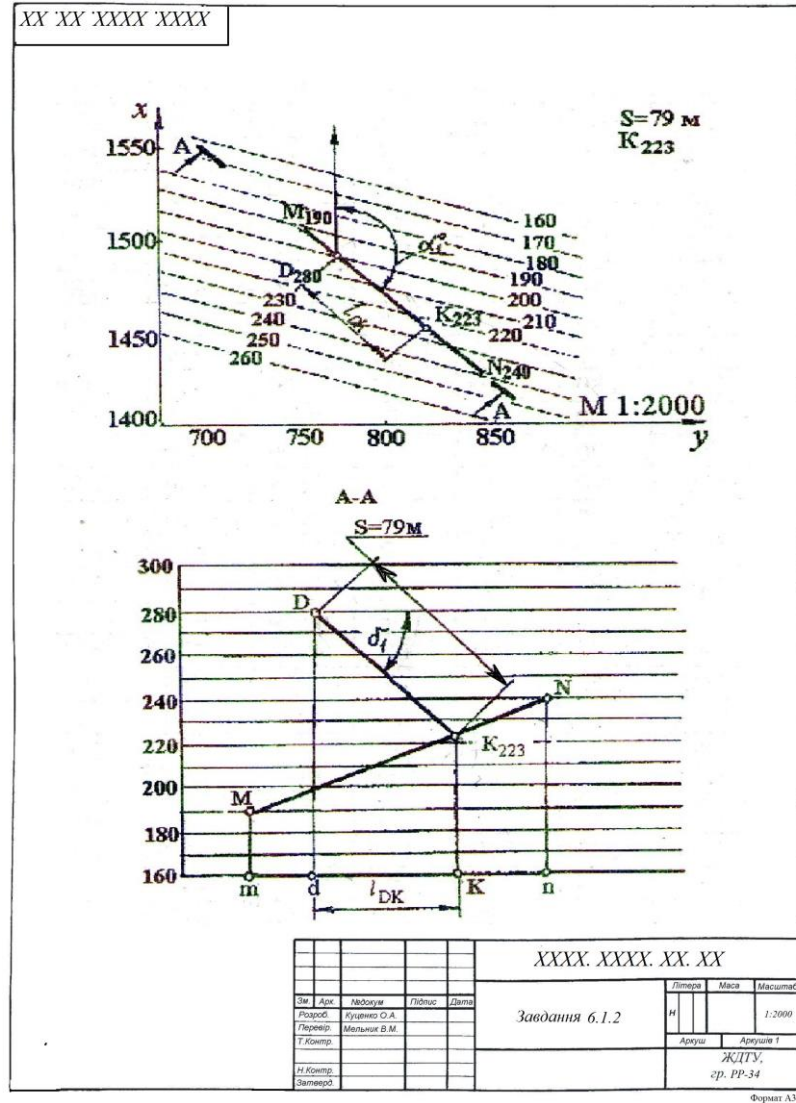 XX XX XXXX XXXX
x
S=79 м
K223
1550
A
M190
160
170
1500
180
α
190
D280
200
230
K223
210
240
220
1450
250
260
N240
A
M 1:2000
1400
700
750
800
850
y
A-A
S=79м
300
D
280
260
N
240
K223
220
200
M
180
160
m
d
lDK
K
n
XXXX. XXXX. XX. XX
Літера
Маса
Масштаб
Зм.
Арк.
№докум
Підпис
Дата
Завдання 6.1.2
Н
1:2000
Розроб.
Куценко О.А.
Перевір.
Мельник В.М.
Т.Контр.
Аркуш
Аркушів 1
Н.Контр.
Затверд.
ЖДТУ,
гр. РР-34
Формат А3